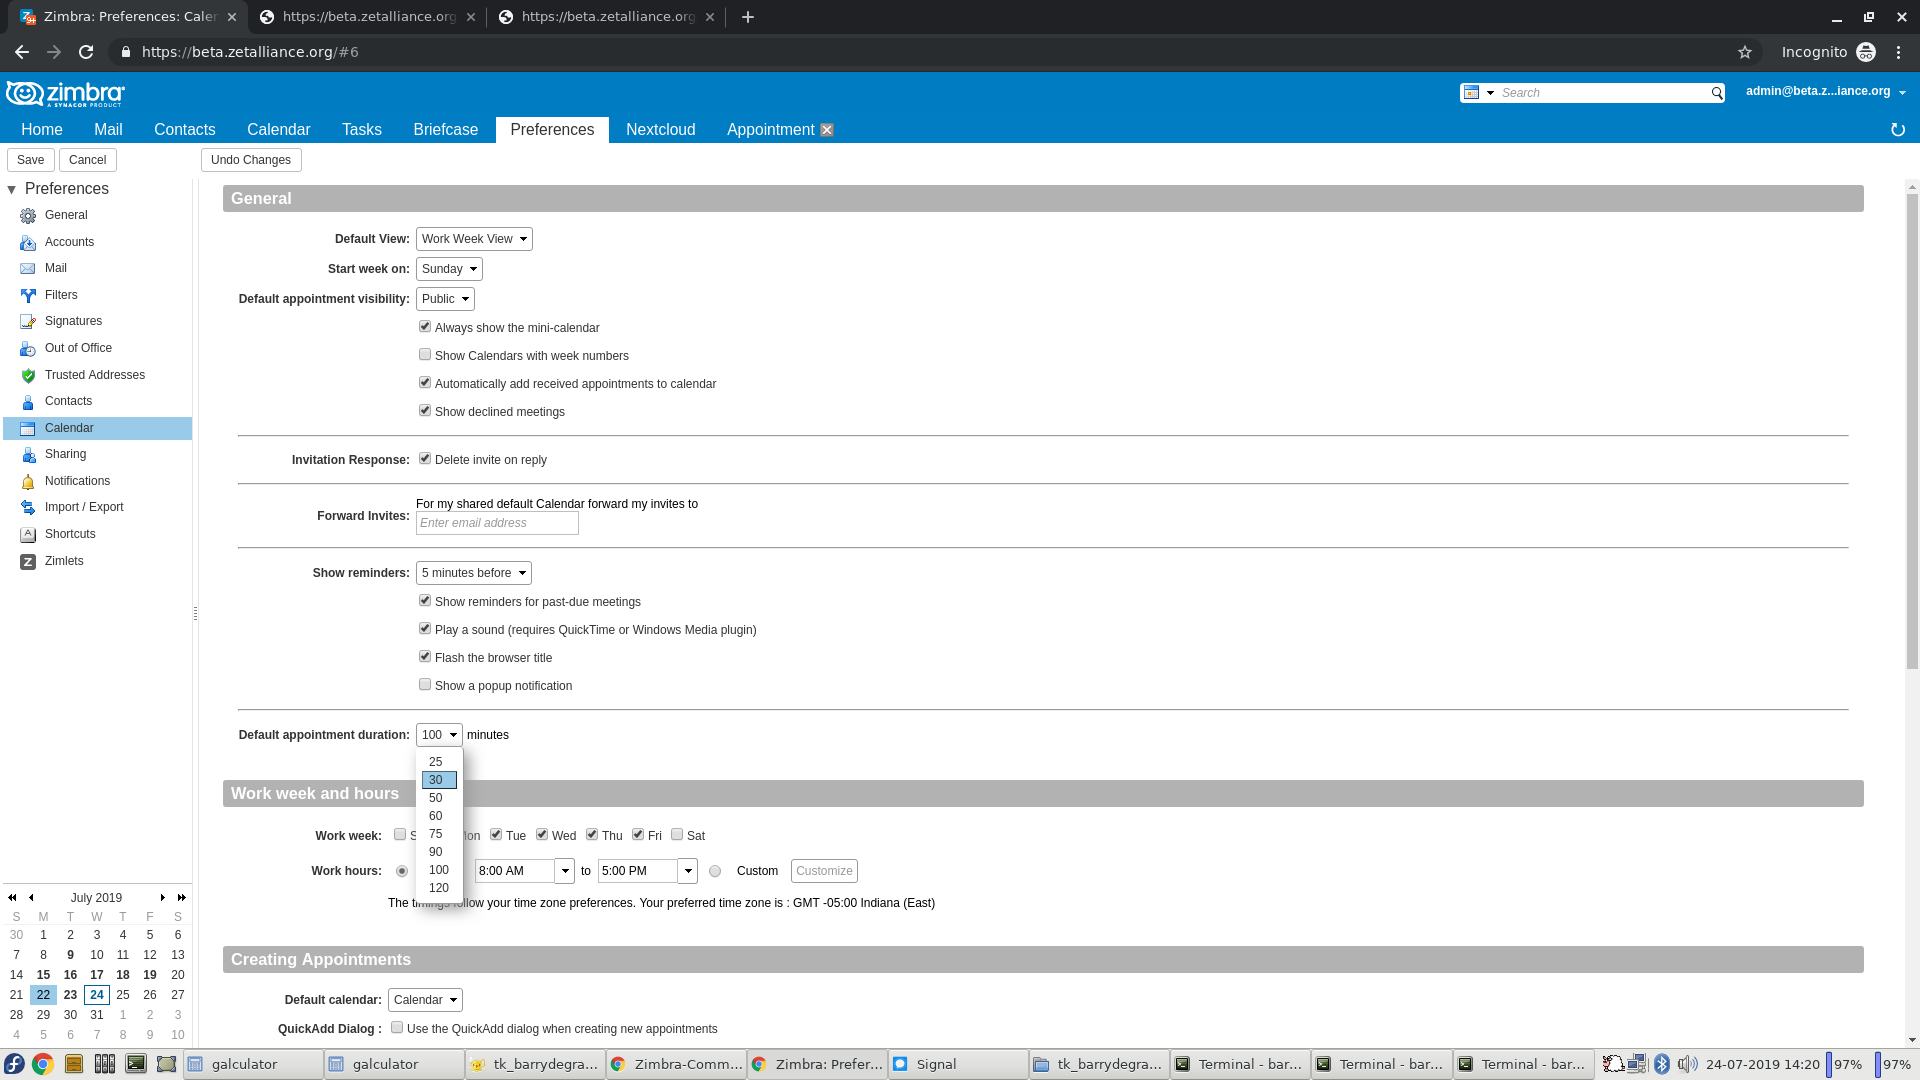 Zimbra: Preferences: Calen
https://beta.zetalliance.org
https://beta.zetalliance.org
https://beta.zetalliance.org/#6
Incognito
zimbra
A SYNACOR PRODUCT
Search
admin@beta.z...iance.org
Home Mail Contacts Calendar Tasks Briefcase Preferences Nextcloud Appointment
Save Cancel Undo Changes
Preferences
General
Accounts
Mail
Filters
Signatures
Out of Office
Trusted Addresses
Contacts
Calendar
Sharing
Notifications
Import / Export
Shortcuts
Zimlets
General
Default View: Work Week View
Start week on: Sunday
Default appointment visibility: Public
Always show the mini-calendar
Show Calendars with week numbers
Automatically add received appointments to calendar
Show declined meetings
Invitation Response: Delete invite on reply
For my shared default Calendar forward my invites to
Forward Invites: Enter email address
Show reminders: 5 minutes before
Show reminders for past-due meetings
Play a sound (requires QuickTime or Windows Media plugin)
Flash the browser title
Show a popup notification
Default appointment duration: 100 minutes
25
30
50
60
75
90
100
120
Work week and hours
Work week: Tue Wed Thu Fri Sat
Work hours: 8:00 AM to 5:00 PM Custom Customize
The timings follow your time zone preferences. Your preferred time zone is : GMT -05:00 Indiana (East)
Creating Appointments
Default calendar: Calendar
QuickAdd Dialog : Use the QuickAdd dialog when creating new appointments
July 2019
S M T W T F S
30 1 2 3 4 5 6
7 8 9 10 11 12 13
14 15 16 17 18 19 20
21 22 23 24 25 26 27
28 29 30 31 1 2 3
4 5 6 7 8 9 10
galculator galculator tk_barrydegra... Zimbra-Comm... Zimbra: Prefer... Signal tk_barrydegra... Terminal - bar... Terminal - bar... Terminal - bar... 24-07-2019 14:20 97% 97%